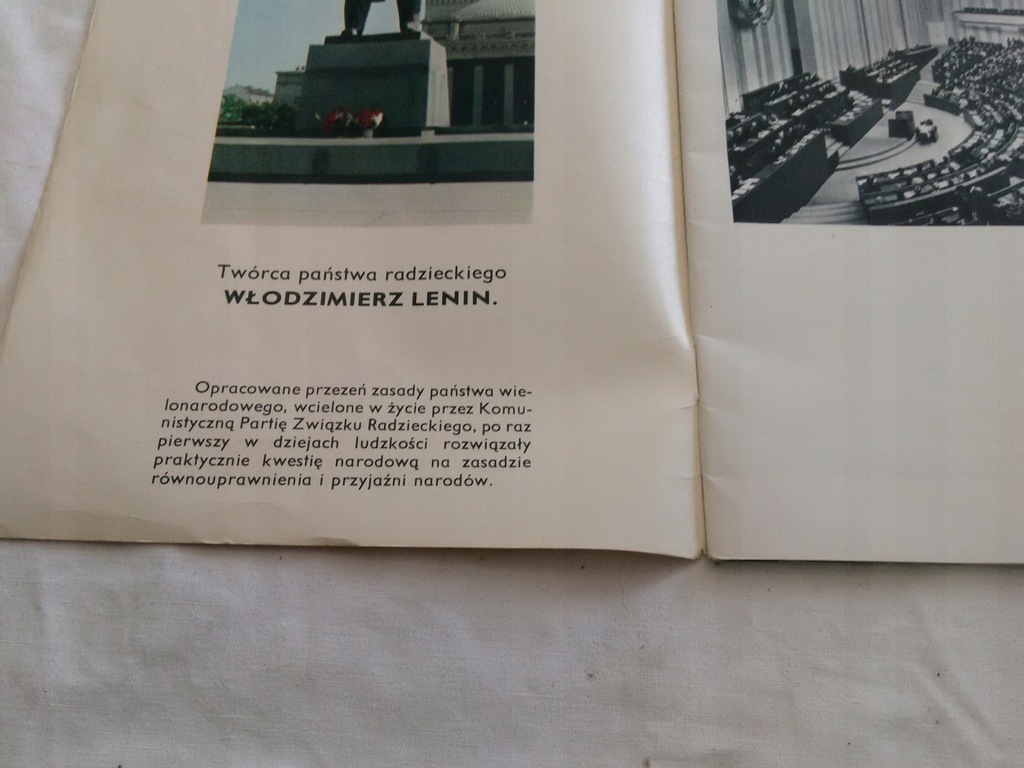 Twórca państwa radzieckiego
WŁODZIMIERZ LENIN.
Opracowane przezeń zasady państwa wie-
lonarodowego, wcielone w życie przez Komu-
nistyczną Partię Związku Radzieckiego, po raz
pierwszy w dziejach ludzkości rozwiązały
praktycznie kwestię narodową na zasadzie
równouprawnienia i przyjaźni narodów.